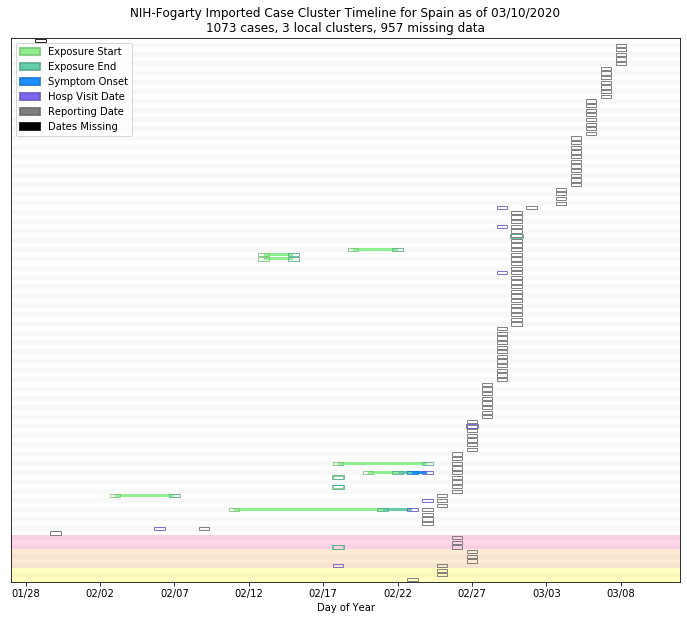 NIH-Fogarty Imported Case Cluster Timeline for Spain as of 03/10/2020
1073 cases, 3 local clusters, 957 missing data
Exposure Start
Exposure End
Symptom Onset
Hosp Visit Date
Reporting Date
Dates Missing
01/28 02/02 02/07 02/12 02/17 02/22 02/27 03/03 03/08
Day of Year